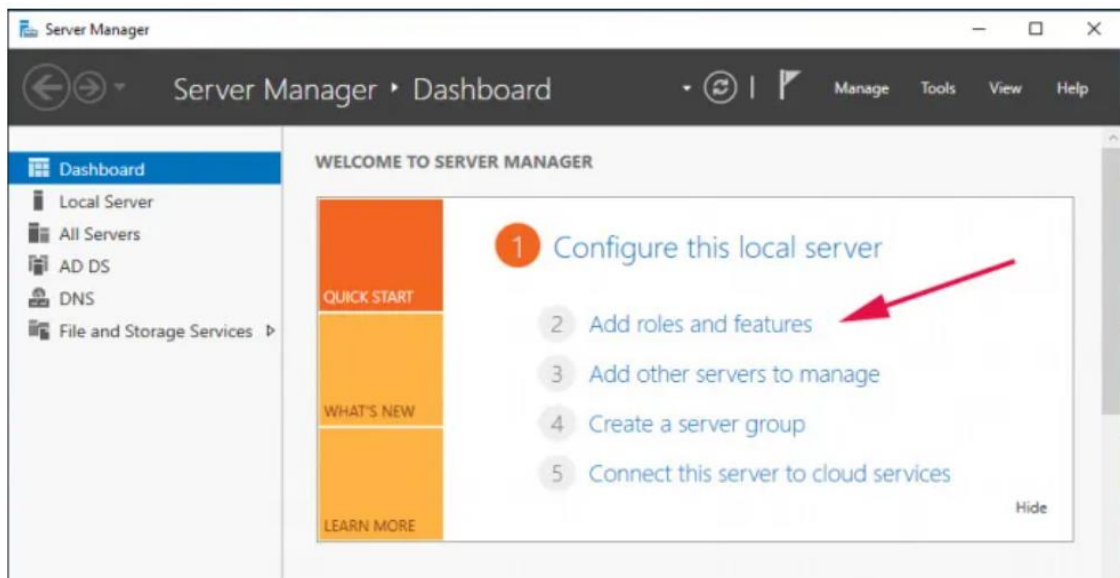 Server Manager
Server Manager ‣ Dashboard
Manage Tools View Help
Dashboard
Local Server
All Servers
AD DS
DNS
File and Storage Services
WELCOME TO SERVER MANAGER
QUICK START
WHAT'S NEW
LEARN MORE
1 Configure this local server
2 Add roles and features
3 Add other servers to manage
4 Create a server group
5 Connect this server to cloud services
Hide